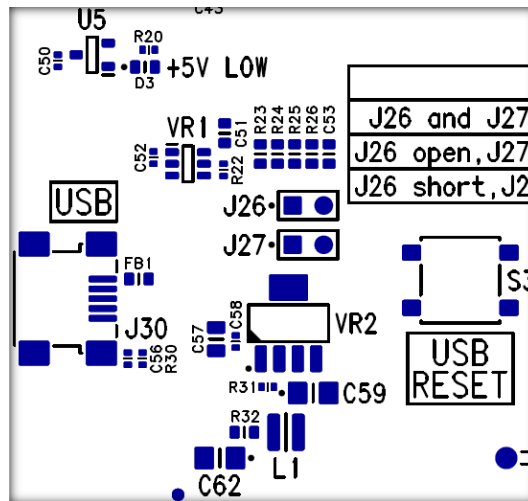 C43
U5
R20
C50
+5V LOW
D3
J26 and J27
J26 open,J27
J26 short,J2
VR1
C51
R23
R24
R25
R26
C53
C52
R22
USB
J26
J27
FB1
S3
J30
C57
C58
VR2
C56
R30
USB
RESET
R31
C59
R32
L1
C62